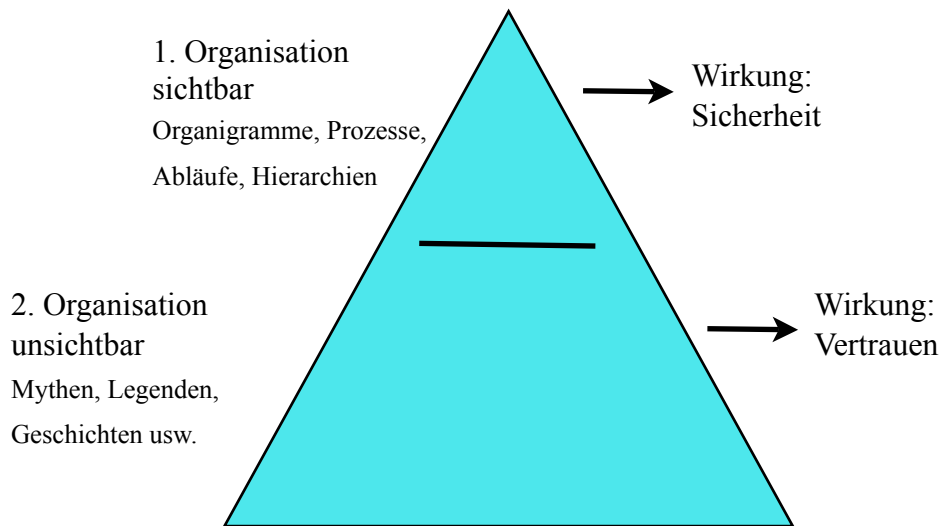 1. Organisation
sichtbar
Organigramme, Prozesse,
Abläufe, Hierarchien
Wirkung:
Sicherheit
2. Organisation
unsichtbar
Mythen, Legenden,
Geschichten usw.
Wirkung:
Vertrauen